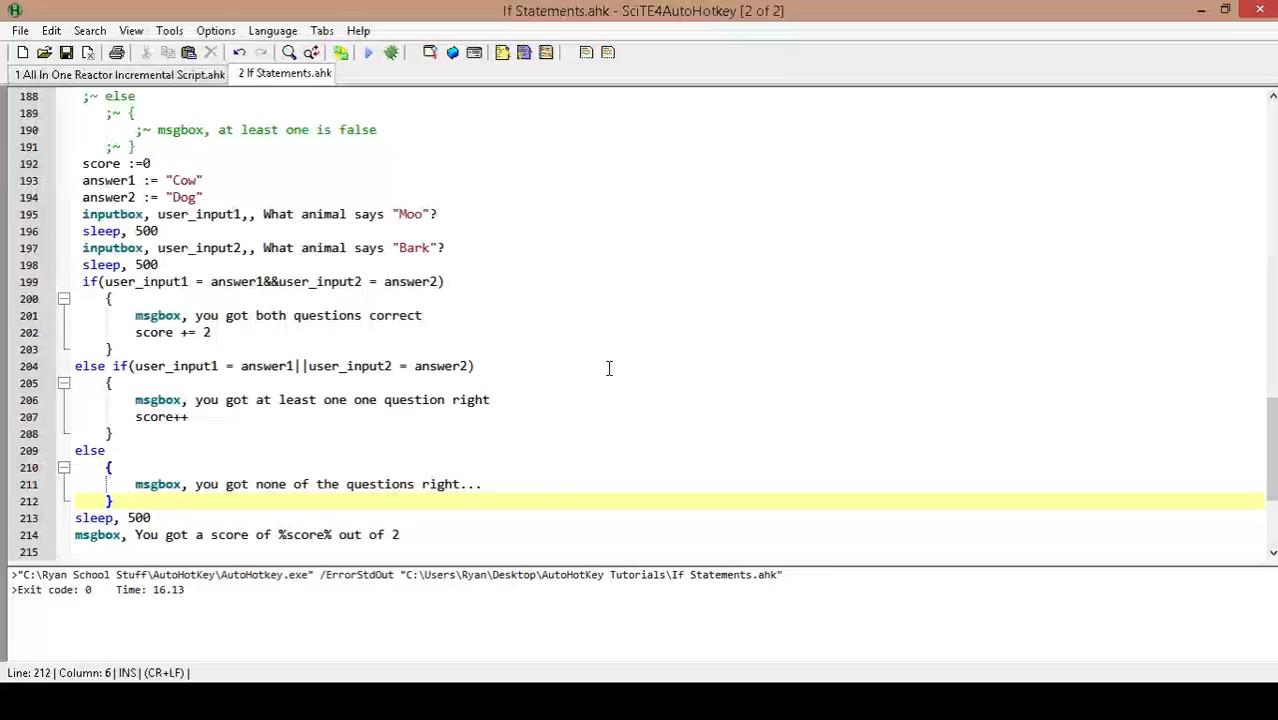 If Statements.ahk - SciTE4AutoHotkey [2 of 2]
File Edit Search View Tools Options Language Tabs Help
1 All In One Reactor Incremental Script.ahk 2 If Statements.ahk
188 ;~ else
189 ;~ {
190 ;~ msgbox, at least one is false
191 ;~ }
192 score :=0
193 answer1 := "Cow"
194 answer2 := "Dog"
195 inputbox, user_input1,, What animal says "Moo"?
196 sleep, 500
197 inputbox, user_input2,, What animal says "Bark"?
198 sleep, 500
199 if(user_input1 = answer1&&user_input2 = answer2)
200 {
201 msgbox, you got both questions correct
202 score += 2
203 }
204 else if(user_input1 = answer1||user_input2 = answer2)
205 {
206 msgbox, you got at least one one question right
207 score++
208 }
209 else
210 {
211 msgbox, you got none of the questions right...
212 }
213 sleep, 500
214 msgbox, You got a score of %score% out of 2
215
>"C:\Ryan School Stuff\AutoHotKey\AutoHotkey.exe" /ErrorStdOut "C:\Users\Ryan\Desktop\AutoHotKey Tutorials\If Statements.ahk"
>Exit code: 0 Time: 16.13
Line: 212 | Column: 6 | INS | (CR+LF) |